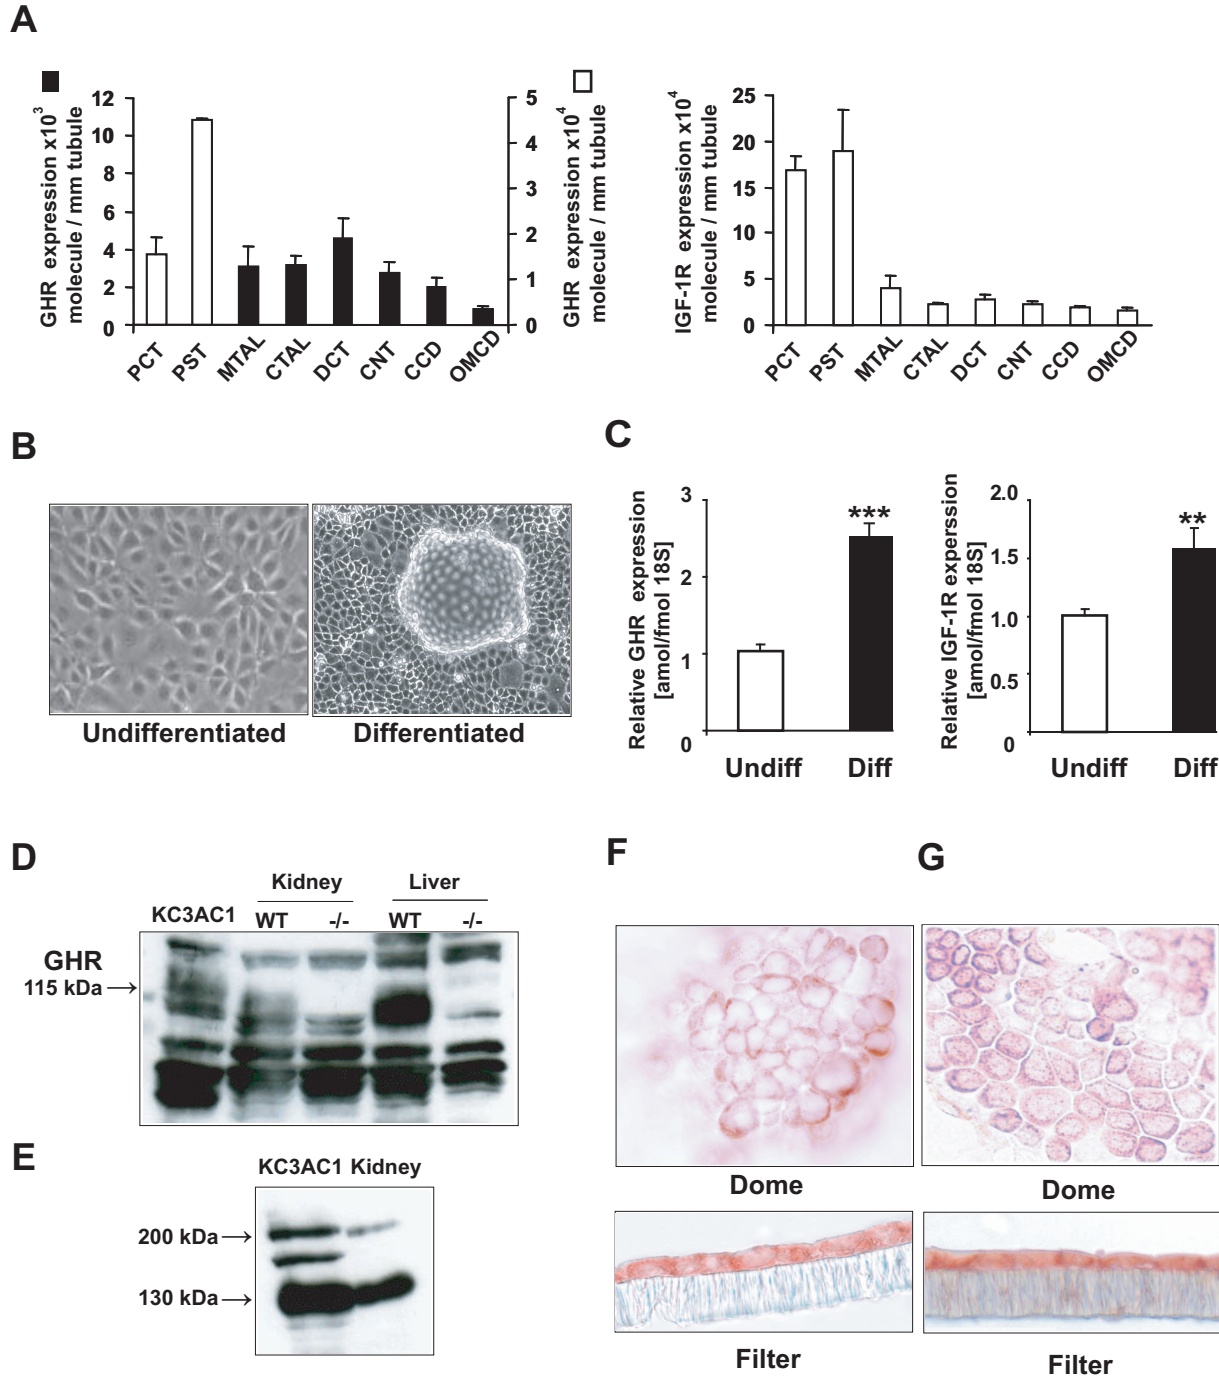 A
GHR expression x10³
molecule / mm tubule
12
10
8
6
4
2
0
5
4
3
2
1
0
GHR expression x10⁴
molecule / mm tubule
PCT
PST
MTAL
CTAL
DCT
CNT
CCD
OMCD
IGF-1R expression x10⁴
molecule / mm tubule
25
20
15
10
5
0
PCT
PST
MTAL
CTAL
DCT
CNT
CCD
OMCD
B
Undifferentiated
Differentiated
C
Relative GHR expression
[amol/fmol 18S]
3
2
1
0
***
Undiff
Diff
Relative IGF-1R experssion
[amol/fmol 18S]
2.0
1.5
1.0
0.5
0
**
Undiff
Diff
D
Kidney
Liver
KC3AC1
WT
-/-
WT
-/-
GHR
115 kDa→
E
KC3AC1 Kidney
200 kDa→
130 kDa→
F
Dome
Filter
G
Dome
Filter